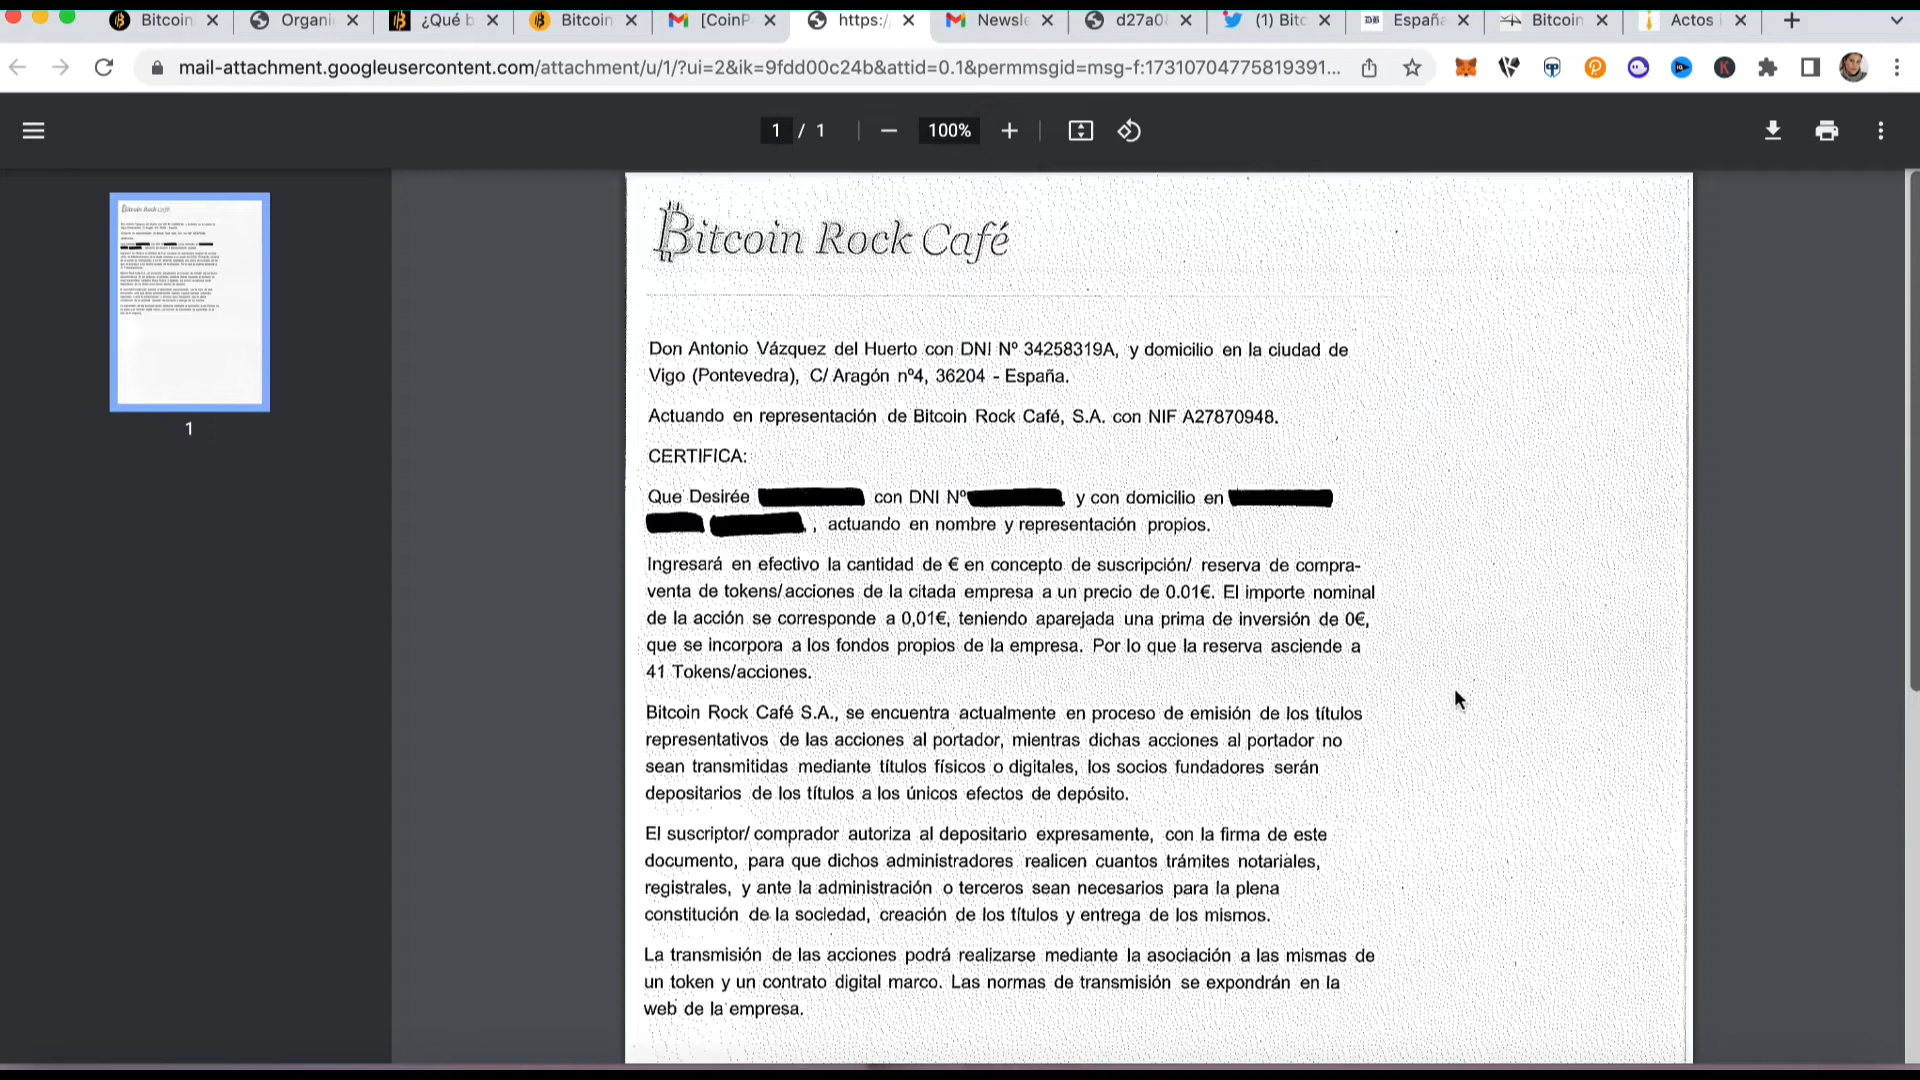 Bitcoin
Organi
¿Qué b
Bitcoin
[CoinP
https:/
Newsle
d27a0
(1) Bitc
DB
España
Bitcoin
Actos
mail-attachment.googleusercontent.com/attachment/u/1/?ui=2&ik=9fdd00c24b&attid=0.1&permmsgid=msg-f:17310704775819391...
1 / 1
100%
1
Bitcoin Rock Café
Don Antonio Vázquez del Huerto con DNI Nº 34258319A, y domicilio en la ciudad de
Vigo (Pontevedra), C/ Aragón nº4, 36204 - España.
Actuando en representación de Bitcoin Rock Café, S.A. con NIF A27870948.
CERTIFICA:
Que Desirée con DNI Nº y con domicilio en
, actuando en nombre y representación propios.
Ingresará en efectivo la cantidad de € en concepto de suscripción/ reserva de compra-
venta de tokens/acciones de la citada empresa a un precio de 0.01€. El importe nominal
de la acción se corresponde a 0,01€, teniendo aparejada una prima de inversión de 0€,
que se incorpora a los fondos propios de la empresa. Por lo que la reserva asciende a
41 Tokens/acciones.
Bitcoin Rock Café S.A., se encuentra actualmente en proceso de emisión de los títulos
representativos de las acciones al portador, mientras dichas acciones al portador no
sean transmitidas mediante títulos físicos o digitales, los socios fundadores serán
depositarios de los títulos a los únicos efectos de depósito.
El suscriptor/ comprador autoriza al depositario expresamente, con la firma de este
documento, para que dichos administradores realicen cuantos trámites notariales,
registrales, y ante la administración o terceros sean necesarios para la plena
constitución de la sociedad, creación de los títulos y entrega de los mismos.
La transmisión de las acciones podrá realizarse mediante la asociación a las mismas de
un token y un contrato digital marco. Las normas de transmisión se expondrán en la
web de la empresa.